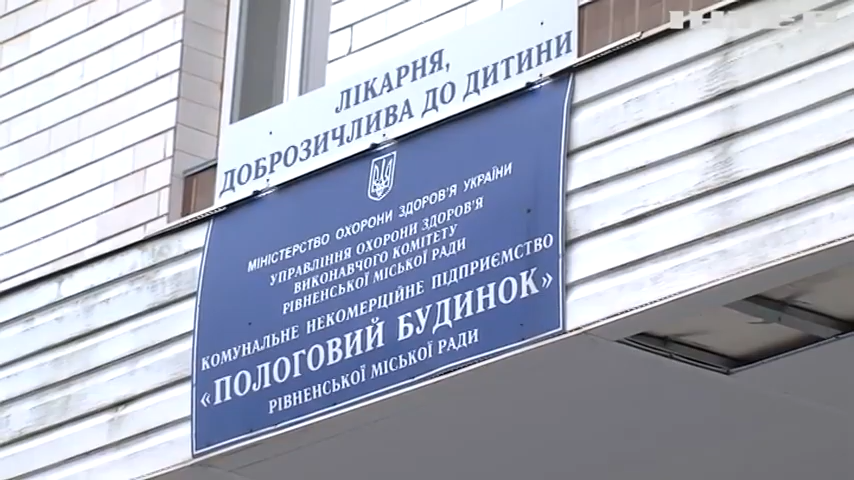 ЛІКАРНЯ,
ДОБРОЗИЧЛИВА ДО ДИТИНИ
МІНІСТЕРСТВО ОХОРОНИ ЗДОРОВ'Я УКРАЇНИ
УПРАВЛІННЯ ОХОРОНИ ЗДОРОВ'Я
ВИКОНАВЧОГО КОМІТЕТУ
РІВНЕНСЬКОЇ МІСЬКОЇ РАДИ
КОМУНАЛЬНЕ НЕКОМЕРЦІЙНЕ ПІДПРИЄМСТВО
«ПОЛОГОВИЙ БУДИНОК»
РІВНЕНСЬКОЇ МІСЬКОЇ РАДИ